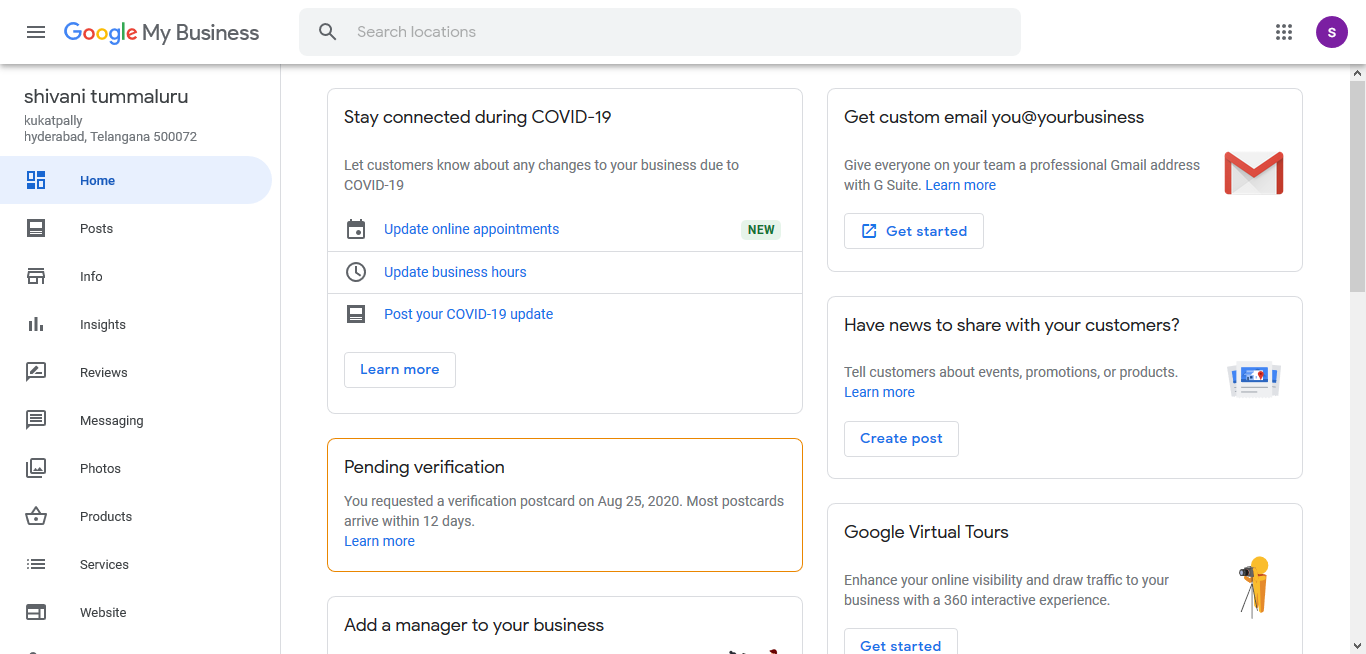 Google My Business
Search locations
S
shivani tummaluru
kukatpally
hyderabad, Telangana 500072
Home
Posts
Info
Insights
Reviews
Messaging
Photos
Products
Services
Website
Stay connected during COVID-19
Let customers know about any changes to your business due to
COVID-19
Update online appointments NEW
Update business hours
Post your COVID-19 update
Learn more
Pending verification
You requested a verification postcard on Aug 25, 2020. Most postcards
arrive within 12 days.
Learn more
Add a manager to your business
Get custom email you@yourbusiness
Give everyone on your team a professional Gmail address
with G Suite. Learn more
Get started
Have news to share with your customers?
Tell customers about events, promotions, or products.
Learn more
Create post
Google Virtual Tours
Enhance your online visibility and draw traffic to your
business with a 360 interactive experience.
Get started